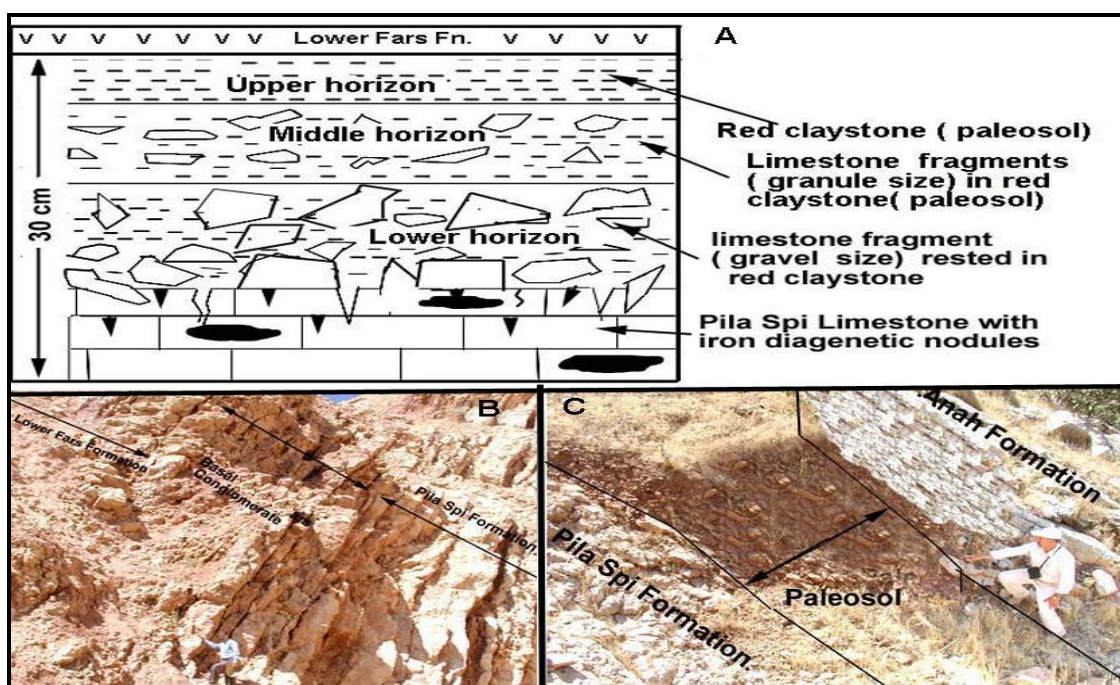 v v v v v v v Lower Fars Fn. v v v v v
A
Upper horizon
Middle horizon
Lower horizon
30 cm
Red claystone ( paleosol)
Limestone fragments
( granule size) in red
claystone( paleosol)
limestone fragment
( gravel size) rested in
red claystone
Pila Spi Limestone with
iron diagenetic nodules
B
Lower Fars Formation
Basal
Conglomerate
Pila Spi Formation.
C
.Anah Formation
Paleosol
Pila Spi Formation.